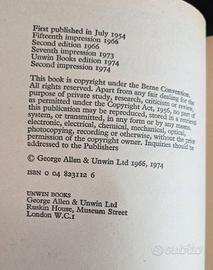 First published in July 1954
Fifteenth impression 1966
Second edition 1966
Seventh impression 1973
Unwin Books edition 1974
Second impression 1974
This book is copyright under the Berne Convention.
All rights reserved. Apart from any fair dealing for the
purpose of private study, research, criticism or review,
as permitted under the Copyright Act, 1956, no part of
this publication may be reproduced, stored in a retrieval
system, or transmitted, in any form or by any means,
electronic, electrical, chemical, mechanical, optical,
photocopying, recording or otherwise, without the prior
permission of the copyright owner. Inquiries should be
addressed to the Publishers
© George Allen & Unwin Ltd 1966, 1974
ISBN 0 04 823112 6
UNWIN BOOKS
George Allen & Unwin Ltd
Ruskin House, Museum Street
London W.C.1
subito